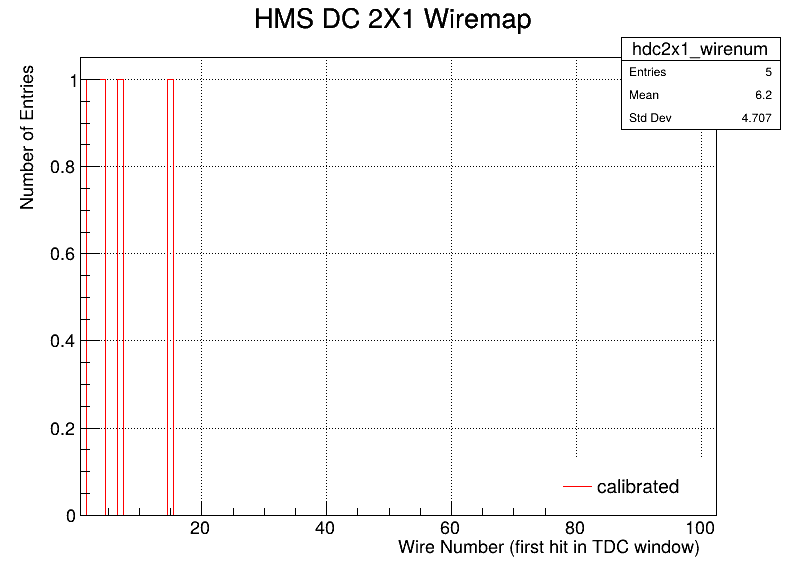 HMS DC 2X1 Wiremap
hdc2x1_wirenum
Entries 5
Mean 6.2
Std Dev 4.707
Number of Entries
1
0.8
0.6
0.4
0.2
0
calibrated
20 40 60 80 100
Wire Number (first hit in TDC window)